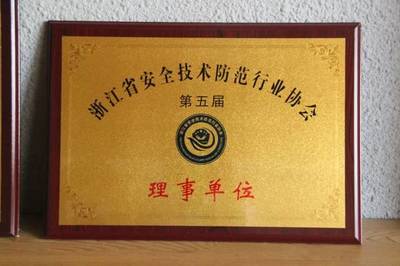 浙江省安全技术防范行业协会
第五届
理事单位